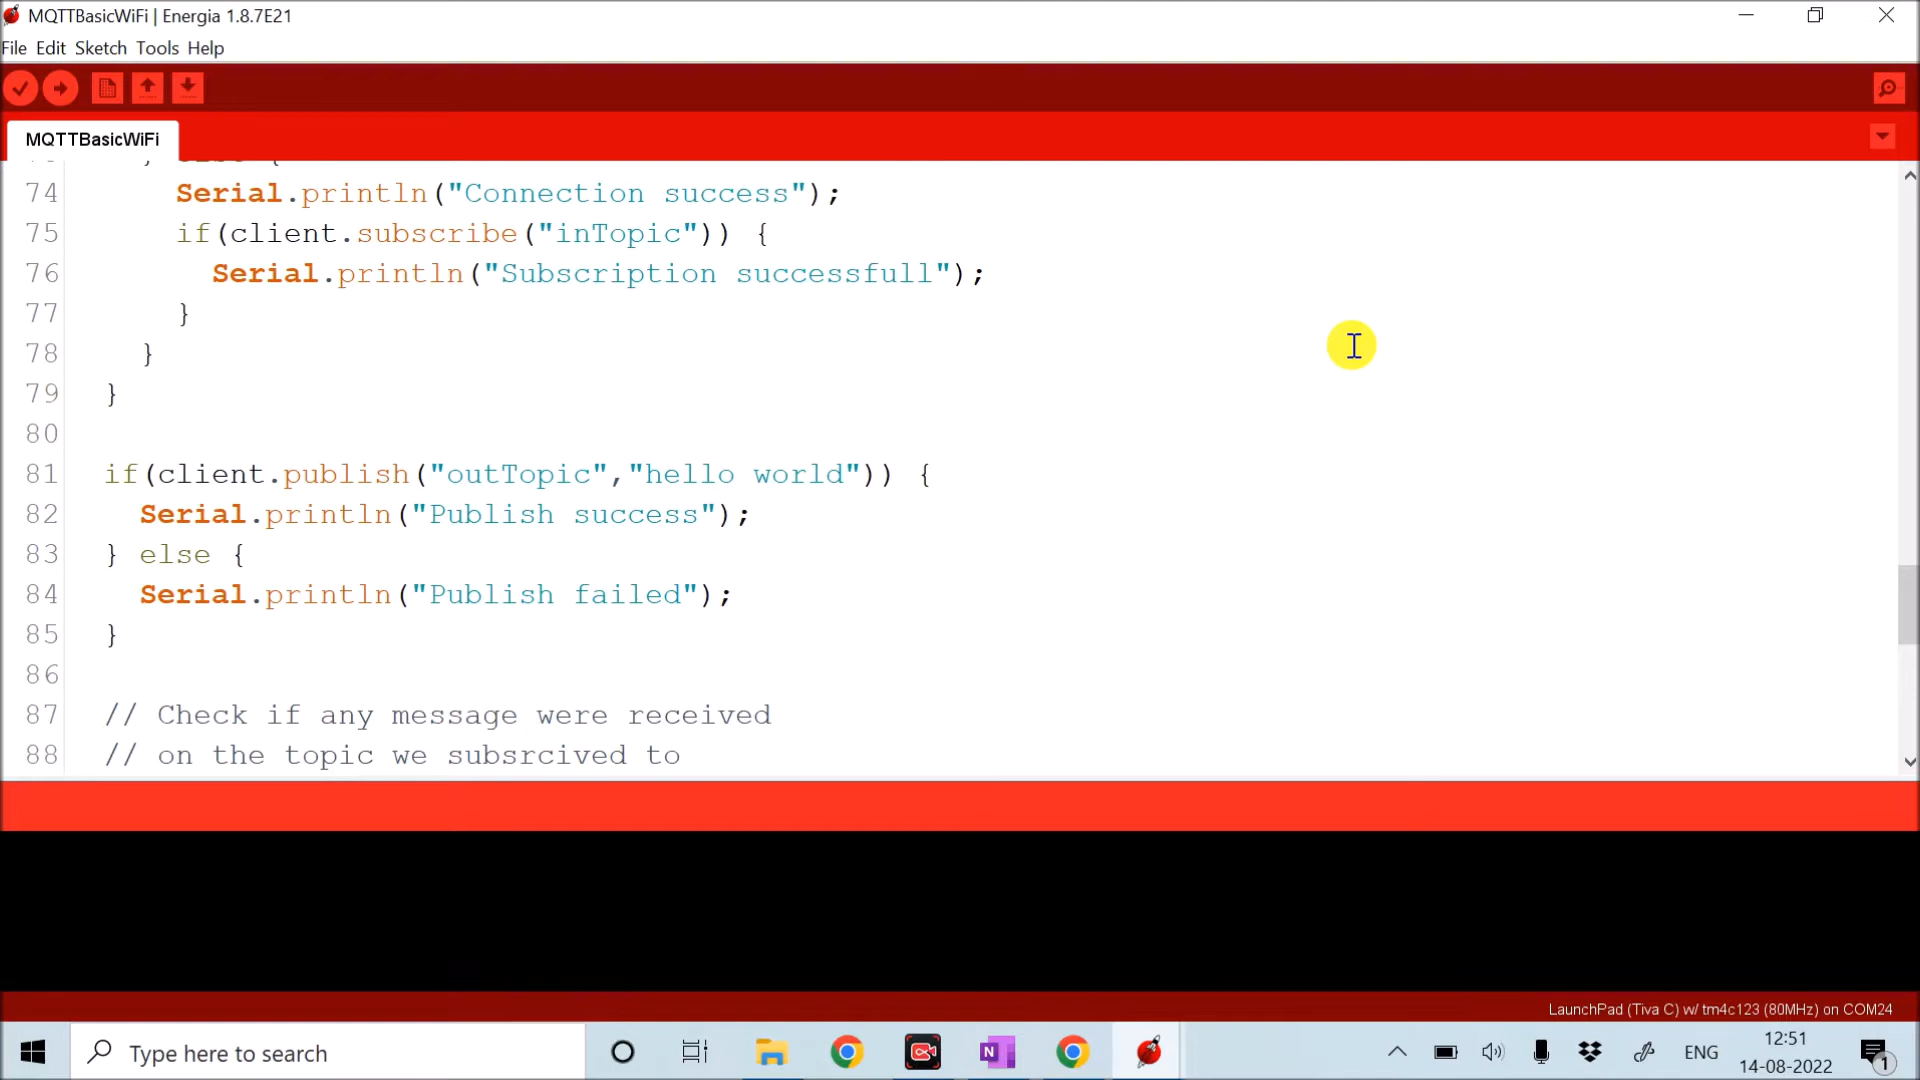 MQTTBasicWiFi | Energia 1.8.7E21
File Edit Sketch Tools Help
MQTTBasicWiFi
74 Serial.println("Connection success");
75 if(client.subscribe("inTopic")) {
76 Serial.println("Subscription successfull");
77 }
78 }
79 }
80
81 if(client.publish("outTopic","hello world")) {
82 Serial.println("Publish success");
83 } else {
84 Serial.println("Publish failed");
85 }
86
87 // Check if any message were received
88 // on the topic we subsrcived to
LaunchPad (Tiva C) w/ tm4c123 (80MHz) on COM24
Type here to search
N
ENG
12:51
14-08-2022
1